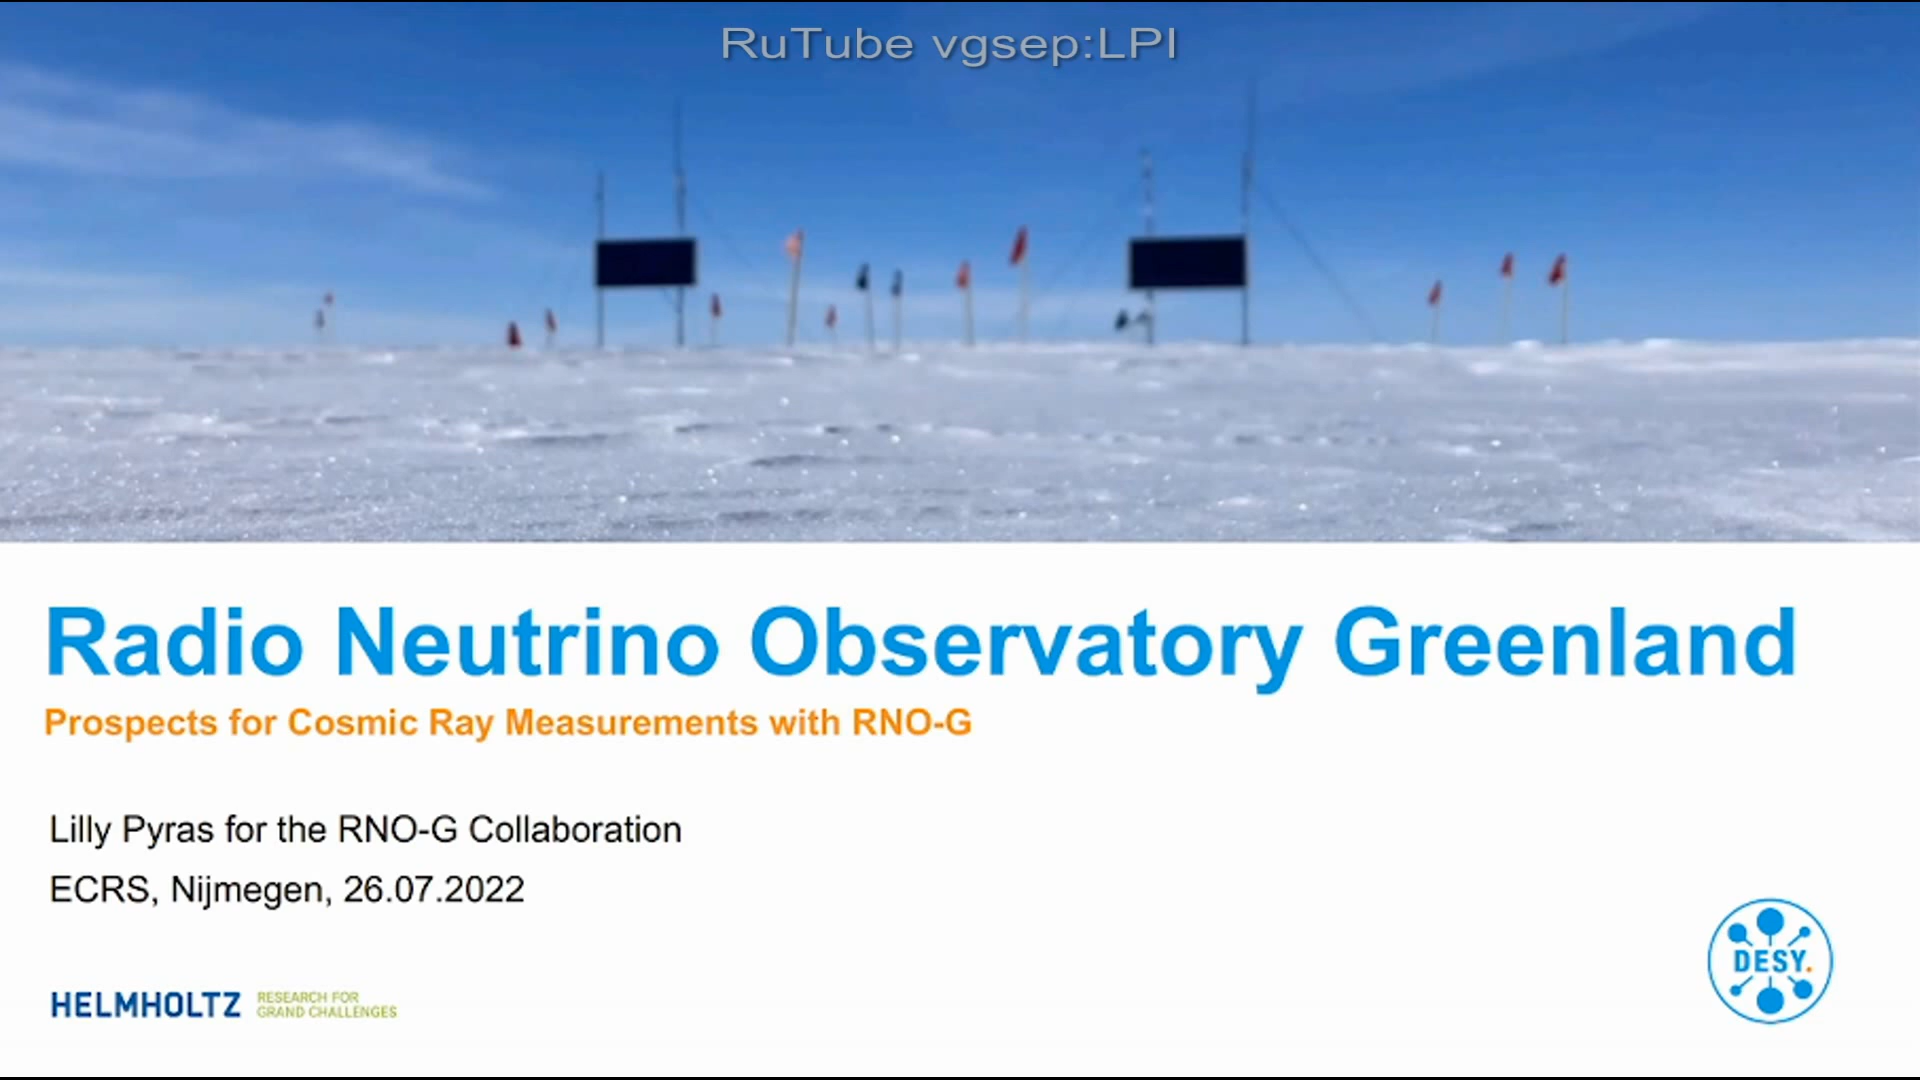 RuTube vgsep:LPI
Radio Neutrino Observatory Greenland
Prospects for Cosmic Ray Measurements with RNO-G
Lilly Pyras for the RNO-G Collaboration
ECRS, Nijmegen, 26.07.2022
HELMHOLTZ
RESEARCH FOR
GRAND CHALLENGES
DESY.